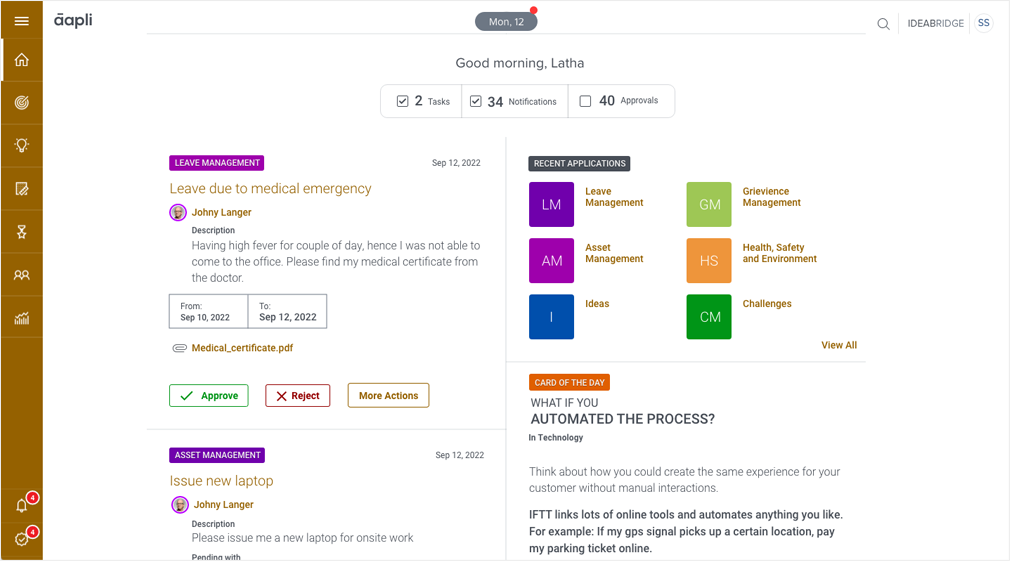 āapli
Mon, 12
IDEABRIDGE
SS
Good morning, Latha
2 Tasks
34 Notifications
40 Approvals
LEAVE MANAGEMENT
Sep 12, 2022
Leave due to medical emergency
Johny Langer
Description
Having high fever for couple of day, hence I was not able to
come to the office. Please find my medical certificate from
the doctor.
From:
Sep 10, 2022
To:
Sep 12, 2022
Medical_certificate.pdf
Approve
Reject
More Actions
ASSET MANAGEMENT
Sep 12, 2022
Issue new laptop
Johny Langer
Description
Please issue me a new laptop for onsite work
Pending with
RECENT APPLICATIONS
LM
Leave
Management
GM
Grievience
Management
AM
Asset
Management
HS
Health, Safety
and Environment
I
Ideas
CM
Challenges
View All
CARD OF THE DAY
WHAT IF YOU
AUTOMATED THE PROCESS?
In Technology
Think about how you could create the same experience for your
customer without manual interactions.
IFTT links lots of online tools and automates anything you like.
For example: If my gps signal picks up a certain location, pay
my parking ticket online.
4
4